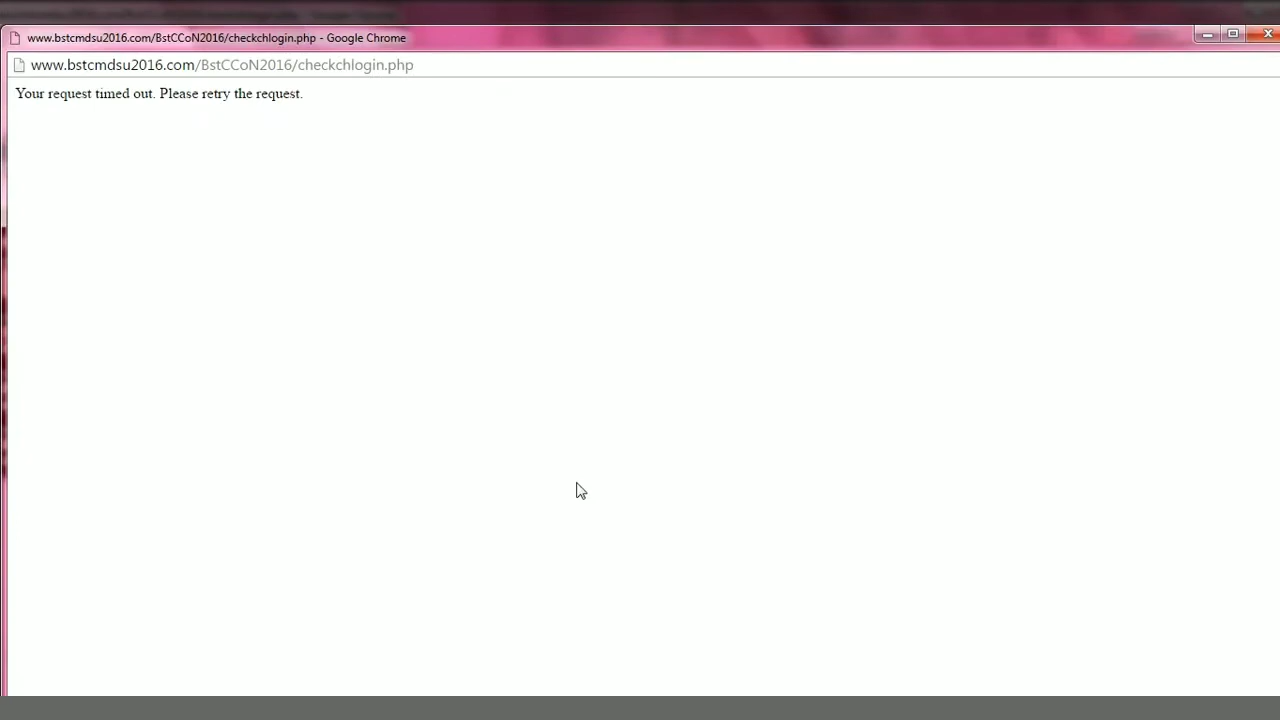 www.bstcmdsu2016.com/BstCCoN2016/checkchlogin.php - Google Chrome
www.bstcmdsu2016.com/BstCCoN2016/checkchlogin.php
Your request timed out. Please retry the request.